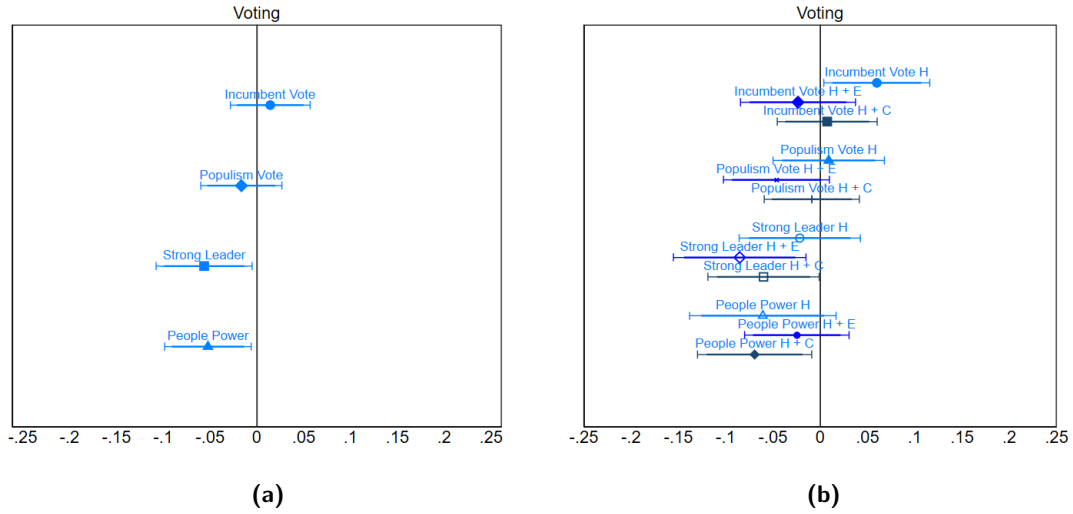 Voting
Incumbent Vote
Populism Vote
Strong Leader
People Power
-.25 -.2 -.15 -.1 -.05 0 .05 .1 .15 .2 .25
(a)
Voting
Incumbent Vote H
Incumbent Vote H + E
Incumbent Vote H + C
Populism Vote H
Populism Vote H + E
Populism Vote H + C
Strong Leader H
Strong Leader H + E
Strong Leader H + C
People Power H
People Power H + E
People Power H + C
-.25 -.2 -.15 -.1 -.05 0 .05 .1 .15 .2 .25
(b)